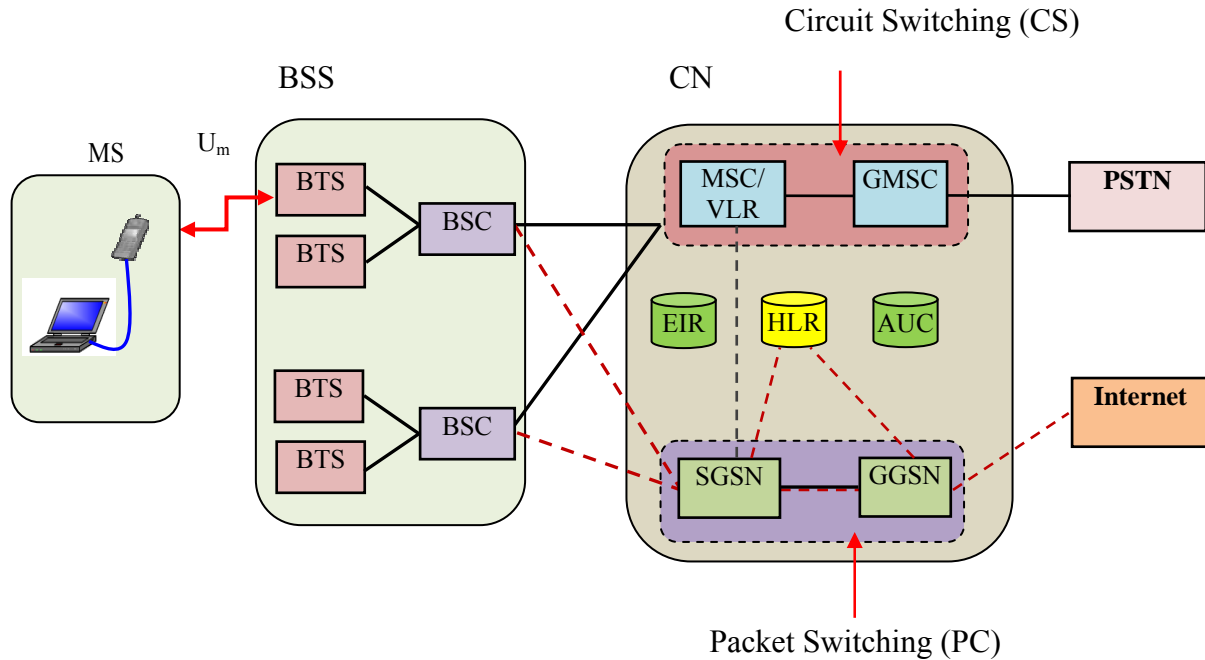 Circuit Switching (CS)
BSS
CN
MS
Um
BTS
BTS
BSC
MSC/
VLR
GMSC
PSTN
EIR
HLR
AUC
BTS
BTS
BSC
Internet
SGSN
GGSN
Packet Switching (PC)